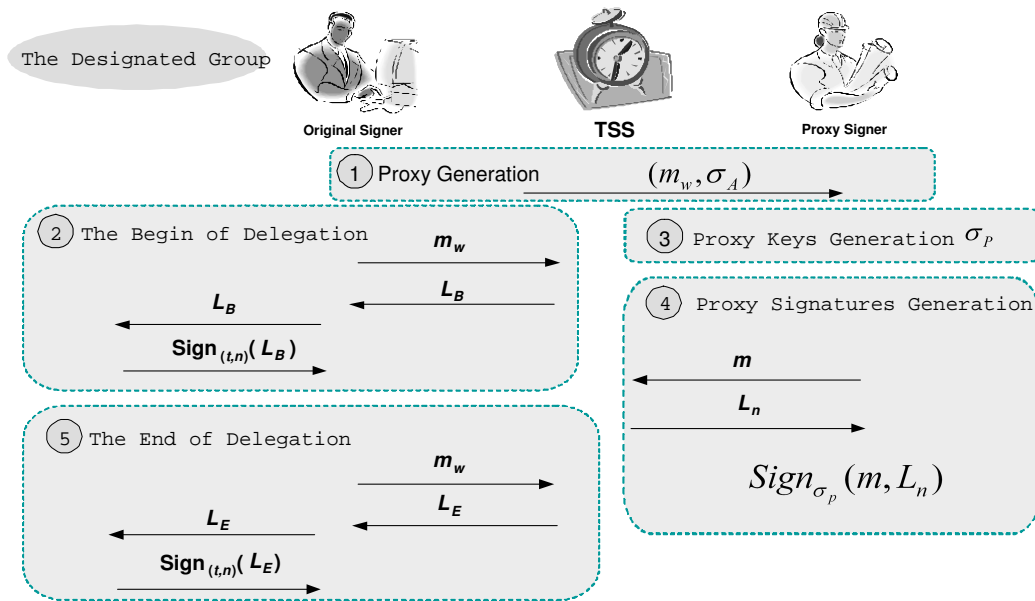 The Designated Group
Original Signer
TSS
Proxy Signer
1 Proxy Generation (m_w, σ_A)
2 The Begin of Delegation
m_w
L_B
L_B
Sign_(t,n)(L_B)
3 Proxy Keys Generation σ_P
4 Proxy Signatures Generation
m
L_n
Sign_{σ_p}(m, L_n)
5 The End of Delegation
m_w
L_E
L_E
Sign_(t,n)(L_E)